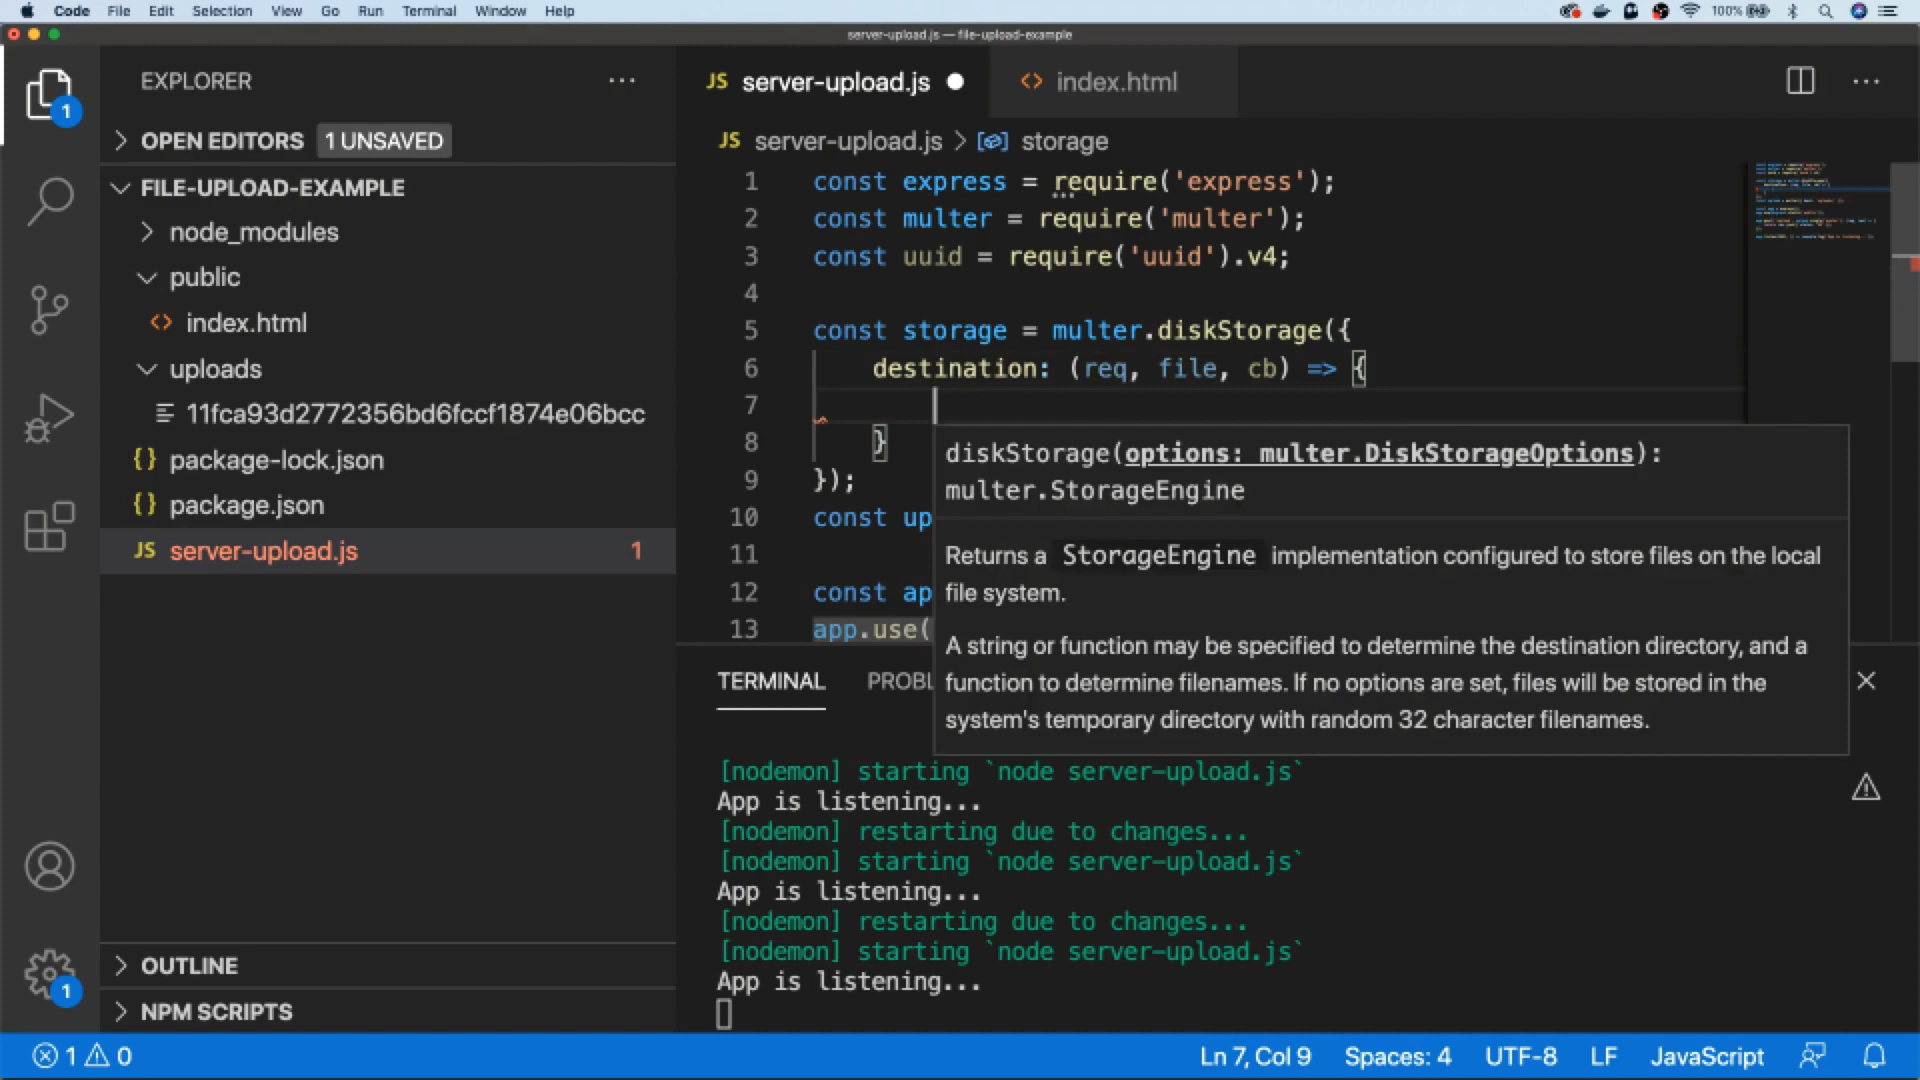 Code File Edit Selection View Go Run Terminal Window Help 100%
server-upload.js — file-upload-example
EXPLORER
1
OPEN EDITORS 1 UNSAVED
FILE-UPLOAD-EXAMPLE
node_modules
public
<> index.html
uploads
11fca93d2772356bd6fccf1874e06bcc
{} package-lock.json
{} package.json
JS server-upload.js 1
OUTLINE
NPM SCRIPTS
1
JS server-upload.js
<> index.html
JS server-upload.js > storage
1 const express = require('express');
2 const multer = require('multer');
3 const uuid = require('uuid').v4;
4
5 const storage = multer.diskStorage({
6 destination: (req, file, cb) => {
7
8 }
9 });
10 const up
11
12 const ap
13 app.use(
diskStorage(options: multer.DiskStorageOptions):
multer.StorageEngine
Returns a StorageEngine implementation configured to store files on the local
file system.
A string or function may be specified to determine the destination directory, and a
function to determine filenames. If no options are set, files will be stored in the
system's temporary directory with random 32 character filenames.
TERMINAL PROBL
[nodemon] starting `node server-upload.js`
App is listening...
[nodemon] restarting due to changes...
[nodemon] starting `node server-upload.js`
App is listening...
[nodemon] restarting due to changes...
[nodemon] starting `node server-upload.js`
App is listening...
1 0 Ln 7, Col 9 Spaces: 4 UTF-8 LF JavaScript